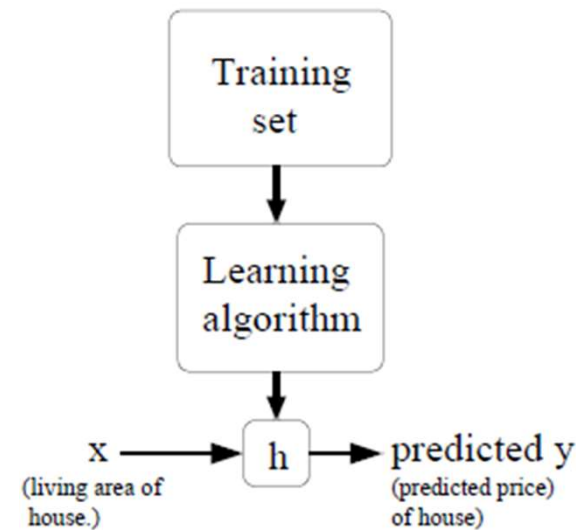 Training
set
Learning
algorithm
x
h
predicted y
(living area of
house.)
(predicted price)
of house)